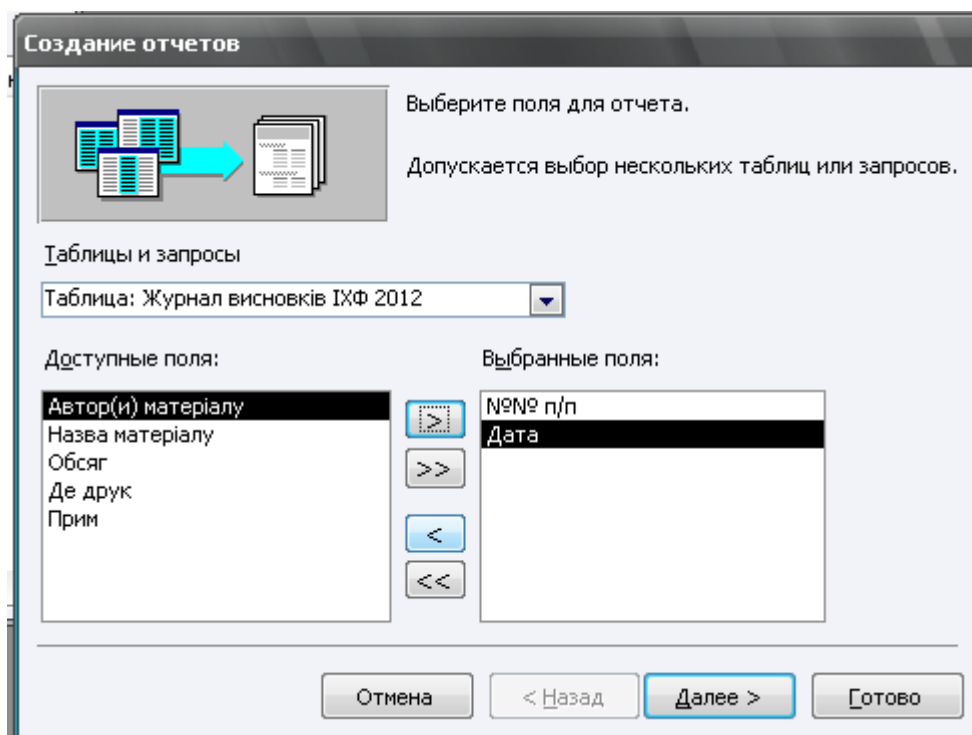 Создание отчетов
Выберите поля для отчета.
Допускается выбор нескольких таблиц или запросов.
Таблицы и запросы
Таблица: Журнал висновків ІХФ 2012
Доступные поля:
Выбранные поля:
Автор(и) матеріалу
Назва матеріалу
Обсяг
Де друк
Прим
>
>>
<
<<
№№ п/п
Дата
Отмена
< Назад
Далее >
Готово